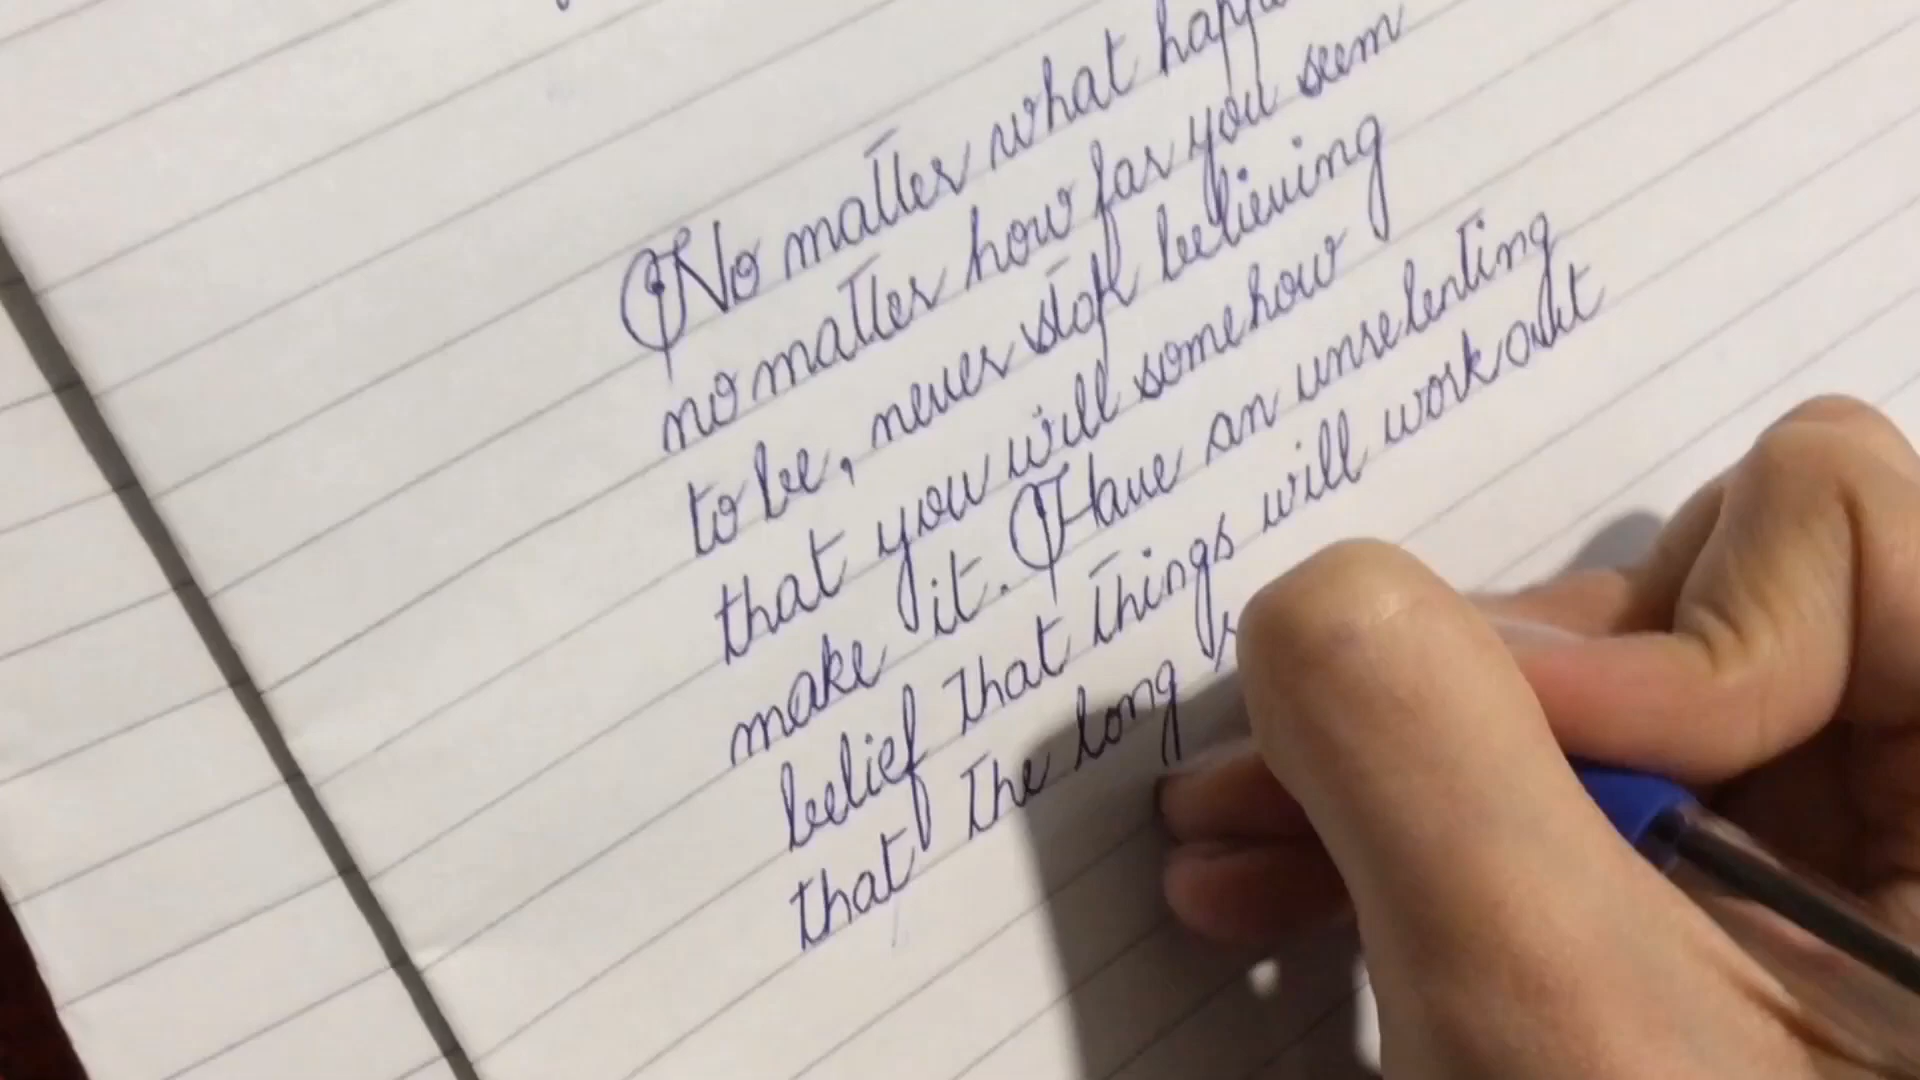 No matter what
no matter how far you seem
to be, never stop believing
that you will somehow
make it. Have an unrelenting
belief that things will work out
that the long